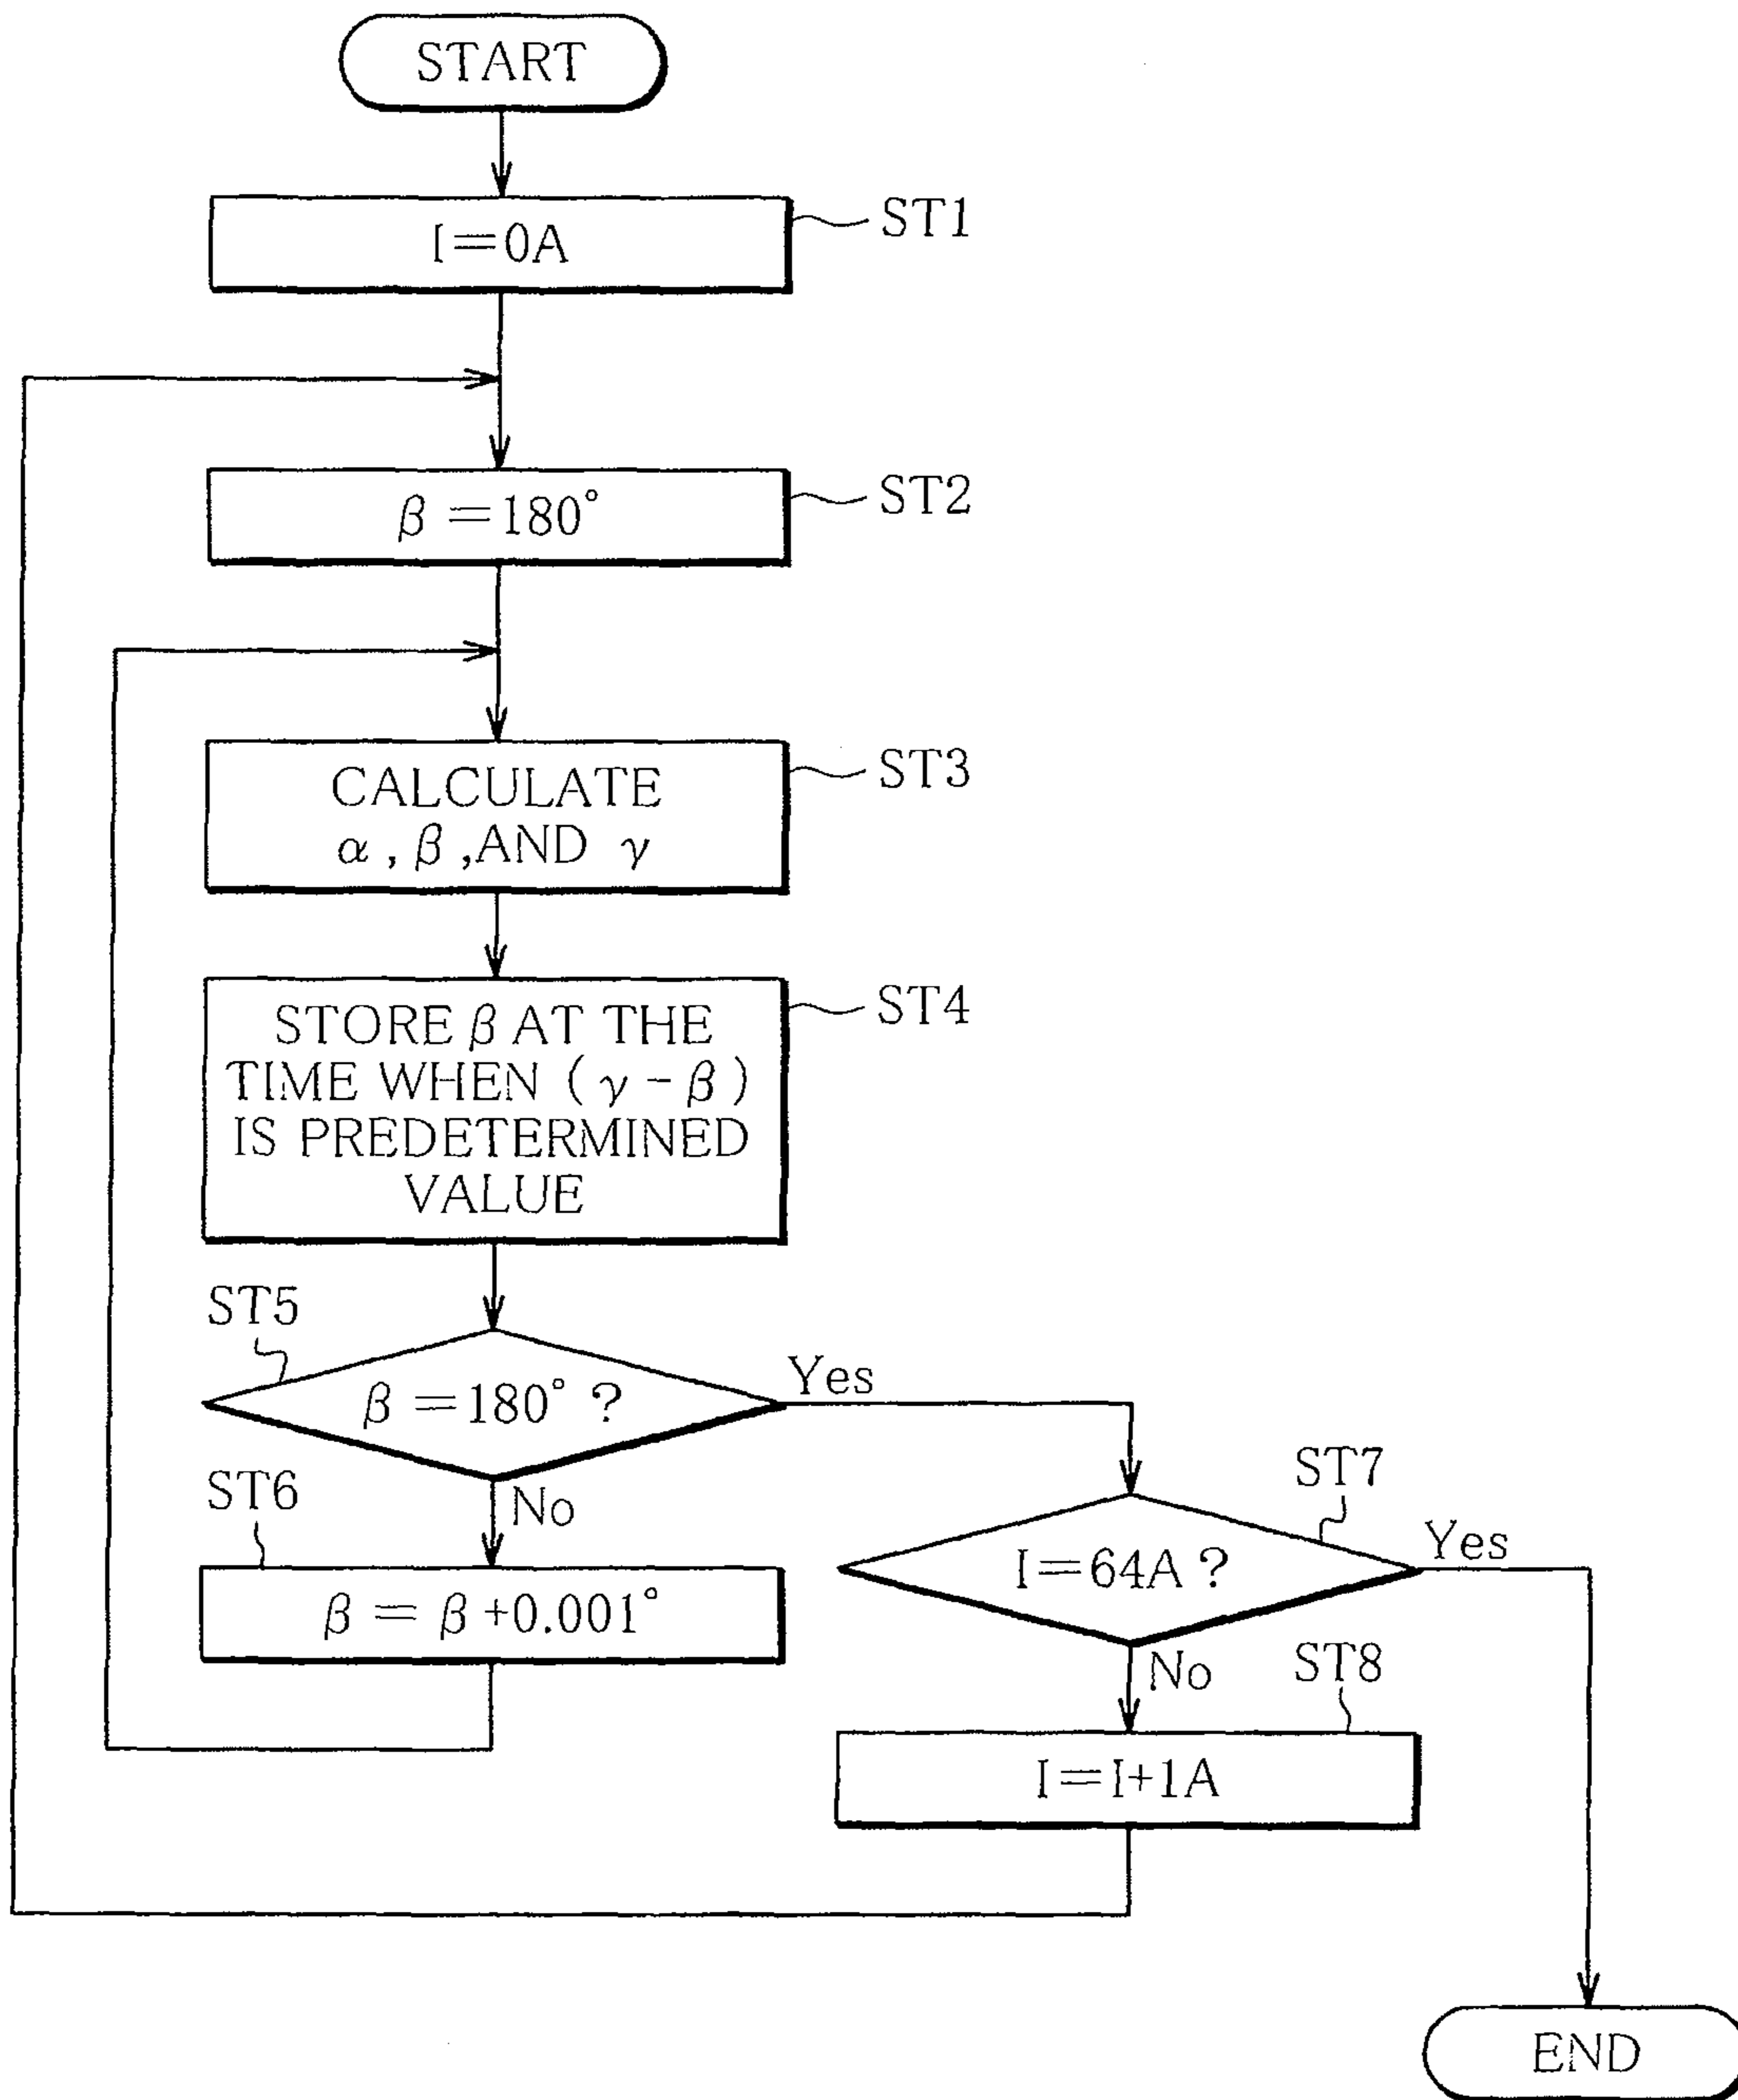 START
I=0A
ST1
β=180°
ST2
CALCULATE
α, β, AND γ
ST3
STORE β AT THE
TIME WHEN (γ-β)
IS PREDETERMINED
VALUE
ST4
ST5
β=180°?
Yes
No
ST6
β=β+0.001°
ST7
I=64A?
Yes
No
ST8
I=I+1A
END